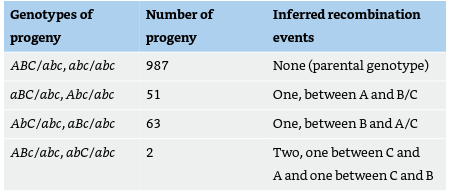 Genotypes of Number of Inferred recombination
progeny progeny events
ABC/abc, abc/abc 987 None (parental genotype)
aBC/abc, Abc/abc 51 One, between A and B/C
AbC/abc, aBc/abc 63 One, between B and A/C
ABc/abc, abC/abc 2 Two, one between C and
A and one between C and B